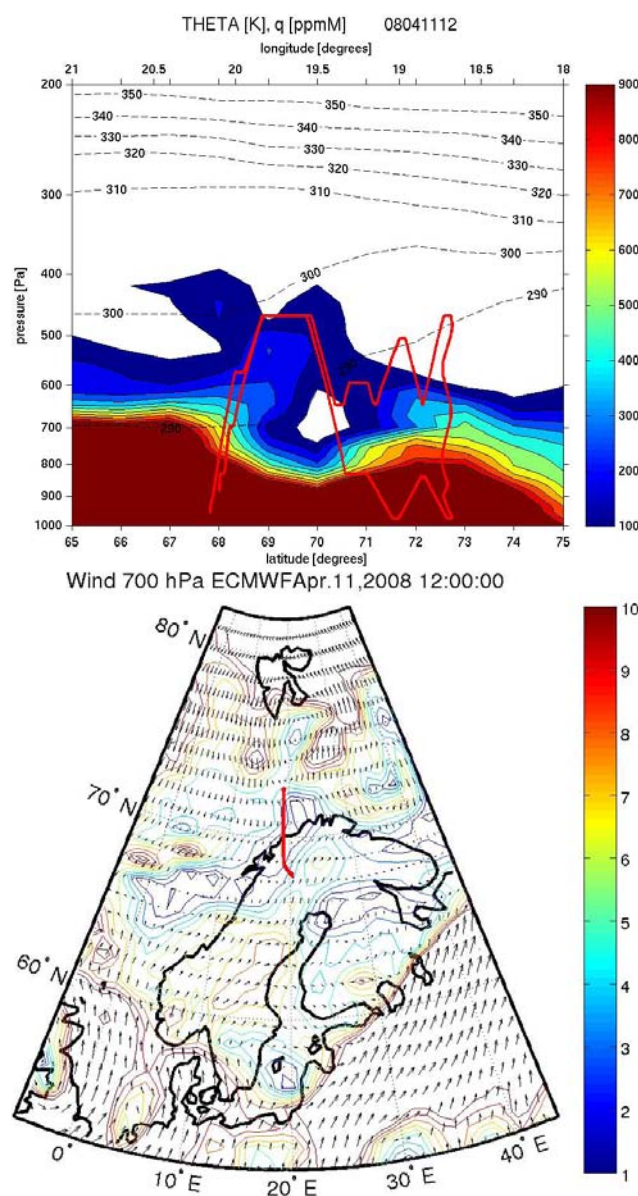 THETA [K], q [ppmM] 08041112
longitude [degrees]
21 20.5 20 19.5 19 18.5 18
200
300
400
500
600
700
800
900
1000
pressure [Pa]
350 350 350
340 340 340
330 330 330
320 320 320
310 310 310
300 300 300
290 290
290
900
800
700
600
500
400
300
200
100
65 66 67 68 69 70 71 72 73 74 75
latitude [degrees]
Wind 700 hPa ECMWFApr.11,2008 12:00:00
80° N
70° N
60° N
0° 10° E 20° E 30° E 40° E
10
9
8
7
6
5
4
3
2
1